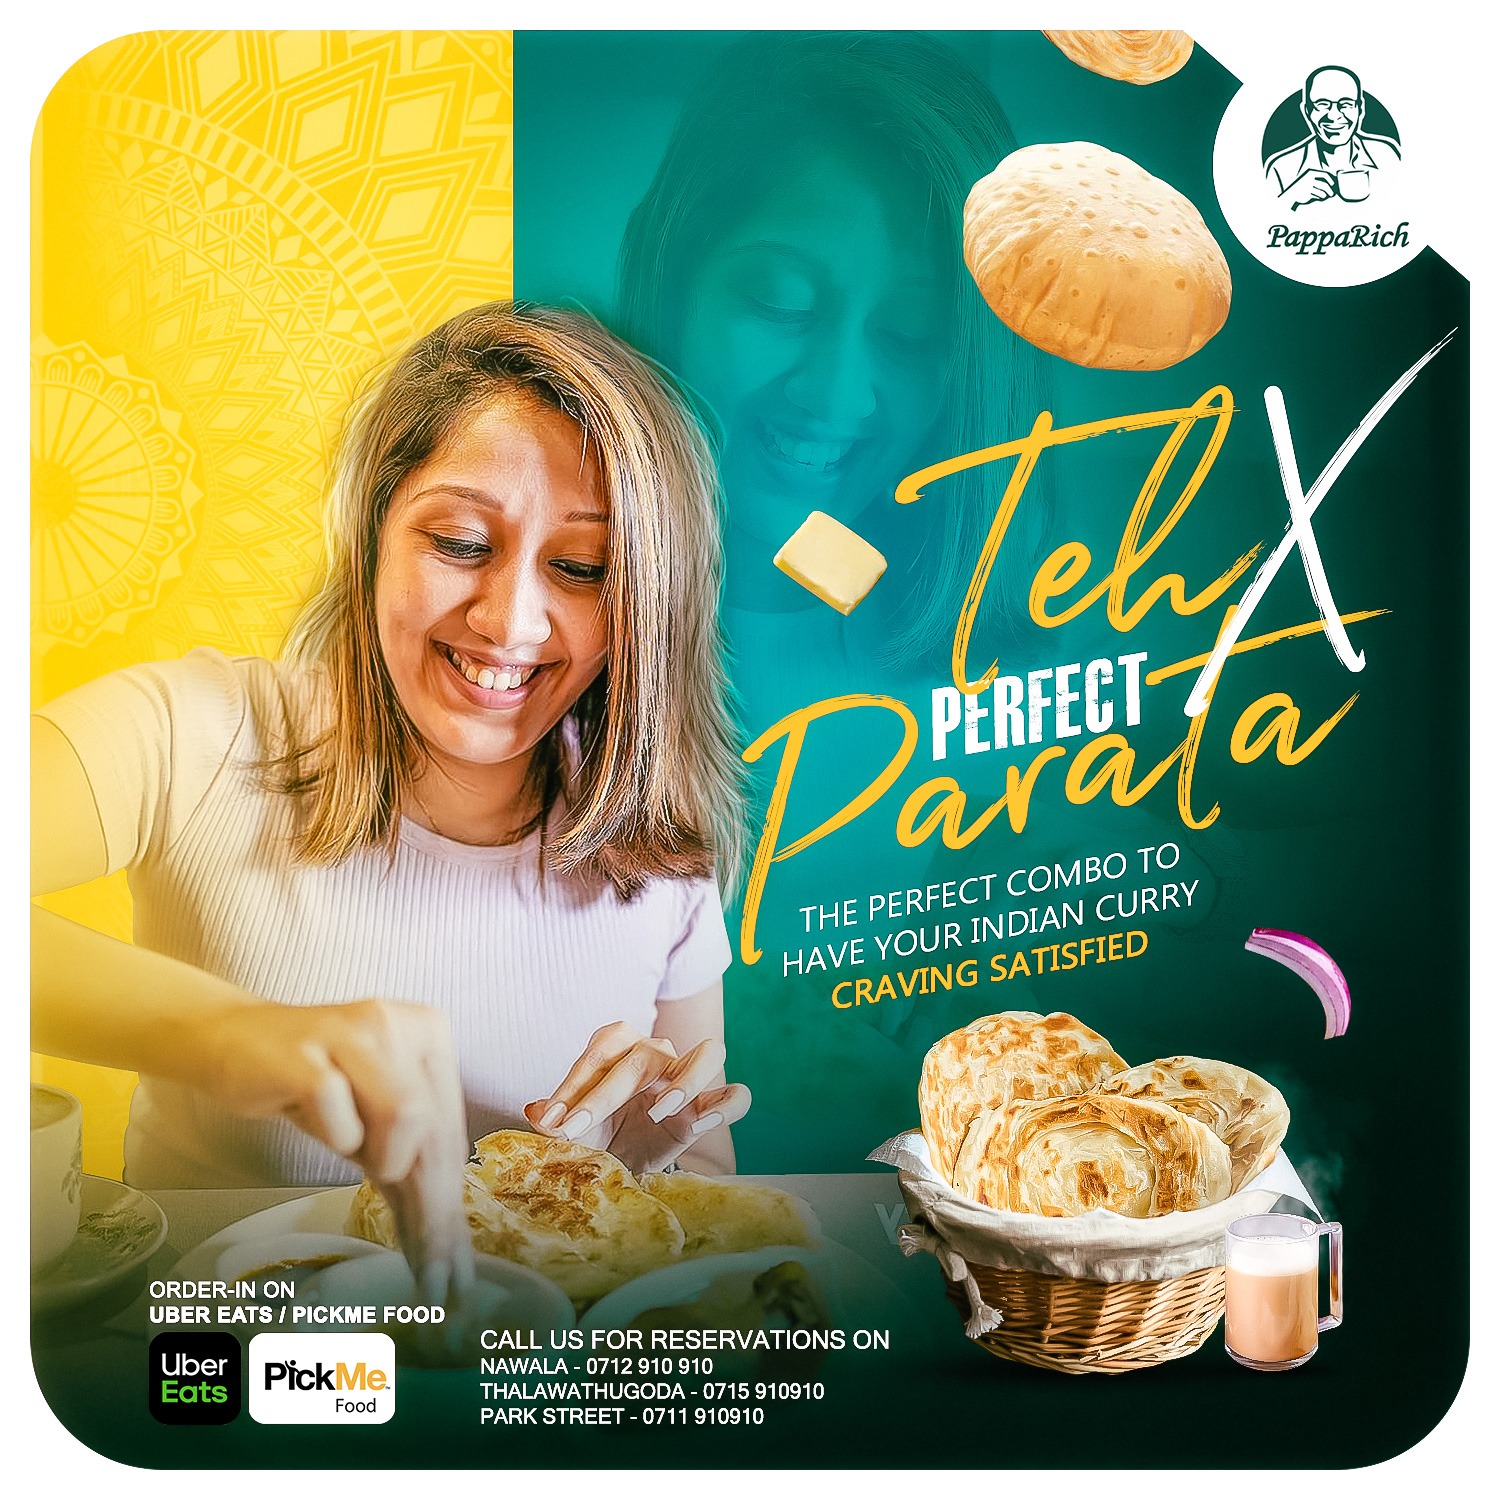 PappaRich
Teh X
PERFECT
Parata
THE PERFECT COMBO TO
HAVE YOUR INDIAN CURRY
CRAVING SATISFIED
ORDER-IN ON
UBER EATS / PICKME FOOD
Uber
Eats
PickMe
Food
CALL US FOR RESERVATIONS ON
NAWALA - 0712 910 910
THALAWATHUGODA - 0715 910910
PARK STREET - 0711 910910